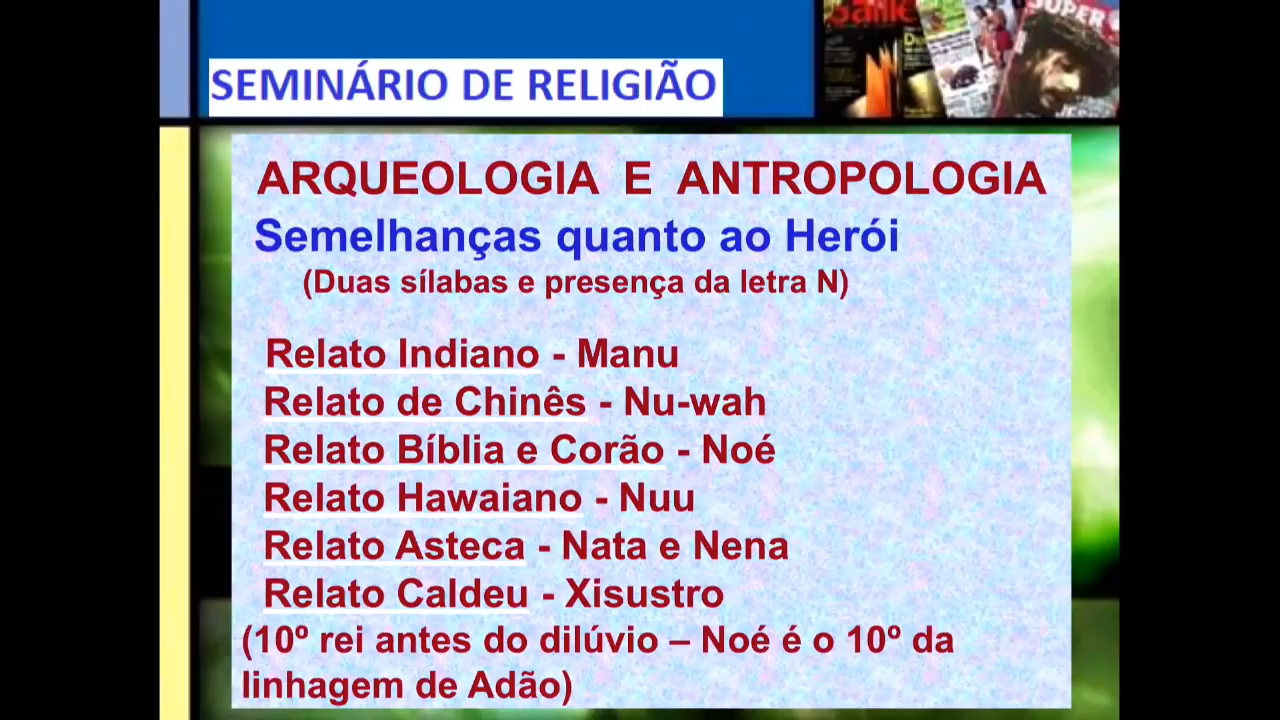 SEMINÁRIO DE RELIGIÃO
SUPER
ARQUEOLOGIA E ANTROPOLOGIA
Semelhanças quanto ao Herói
(Duas sílabas e presença da letra N)
Relato Indiano - Manu
Relato de Chinês - Nu-wah
Relato Bíblia e Corão - Noé
Relato Hawaiano - Nuu
Relato Asteca - Nata e Nena
Relato Caldeu - Xisustro
(10º rei antes do dilúvio – Noé é o 10º da
linhagem de Adão)